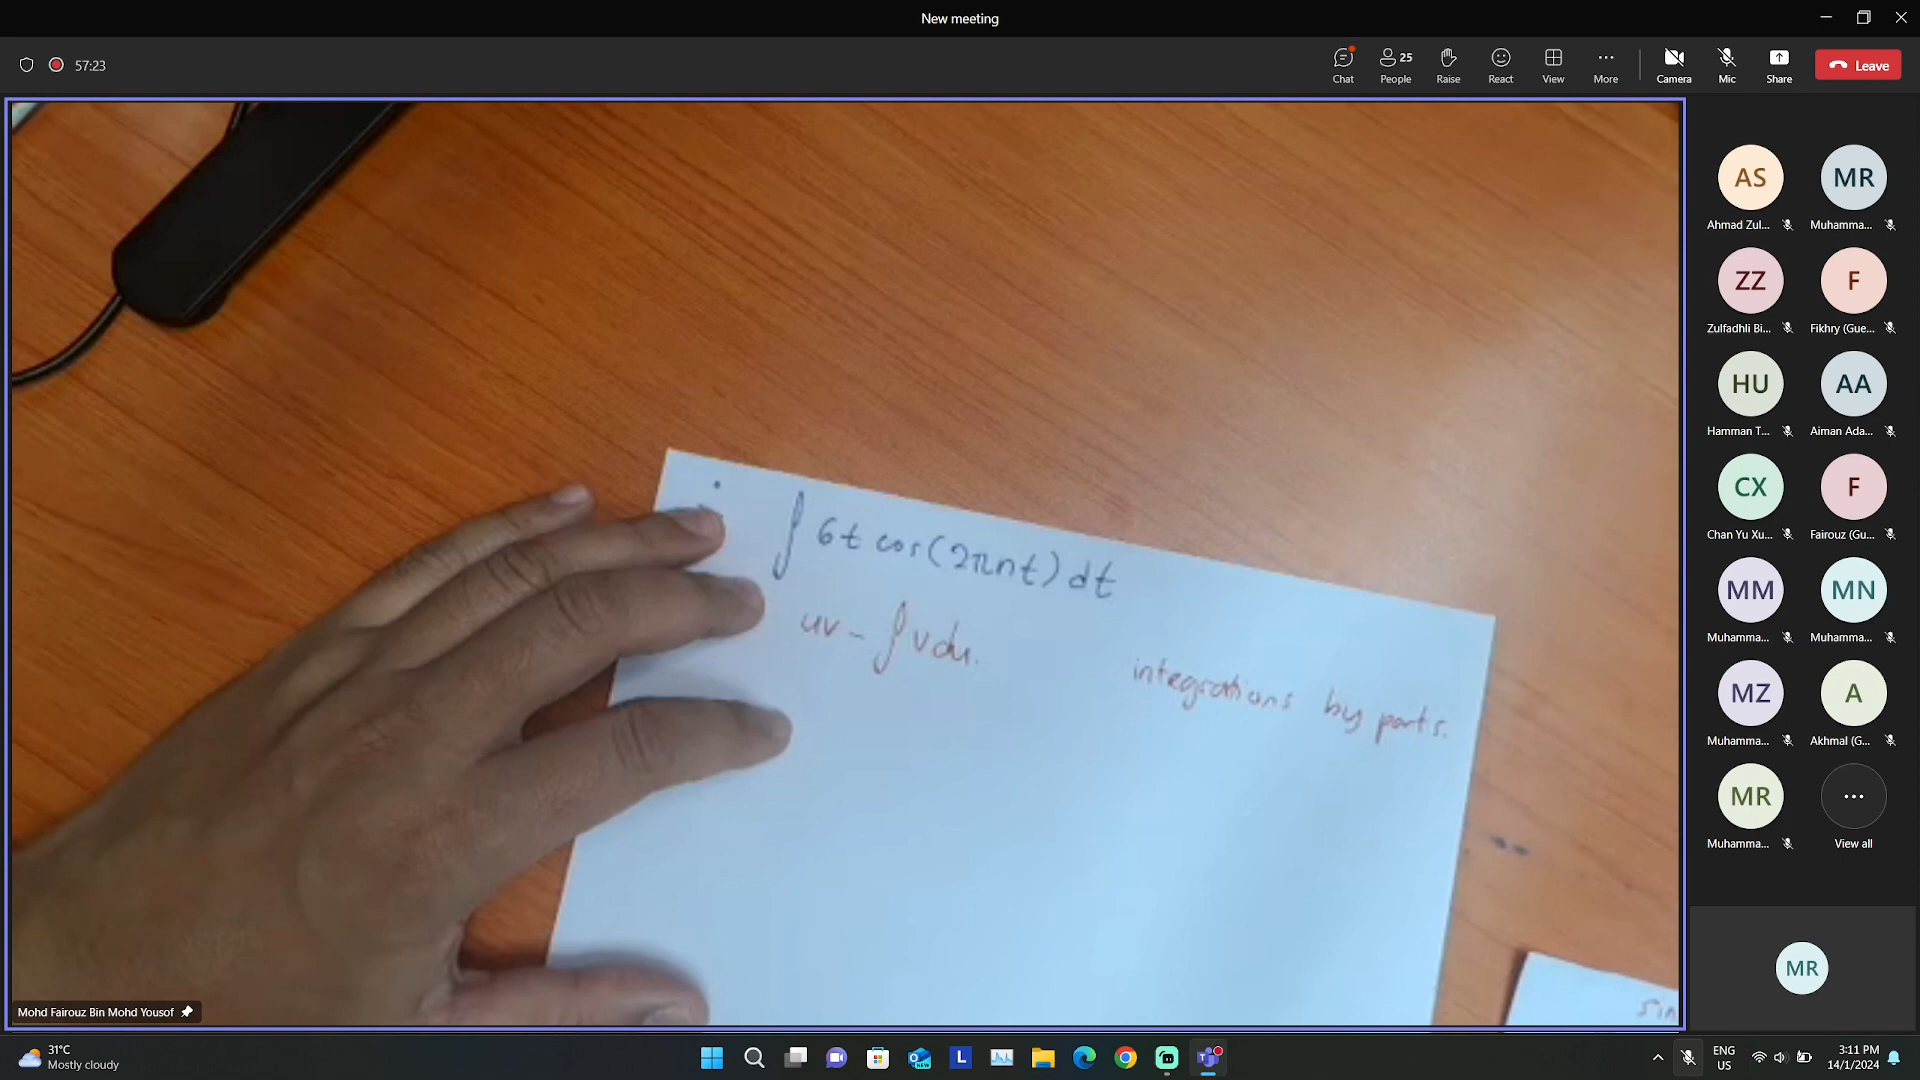 New meeting
57:23
Chat
25
People
Raise
React
View
More
Camera
Mic
Share
Leave
∫ 6t cos(2πnt) dt
uv - ∫ v du.
integrations by parts.
sin
Mohd Fairouz Bin Mohd Yousof
AS
Ahmad Zul...
MR
Muhamma...
ZZ
Zulfadhli Bi...
F
Fikhry (Gue...
HU
Hamman T...
AA
Aiman Ada...
CX
Chan Yu Xu...
F
Fairouz (Gu...
MM
Muhamma...
MN
Muhamma...
MZ
Muhamma...
A
Akhmal (G...
MR
Muhamma...
View all
MR
31°C
Mostly cloudy
NEW
L
ENG
US
3:11 PM
14/1/2024